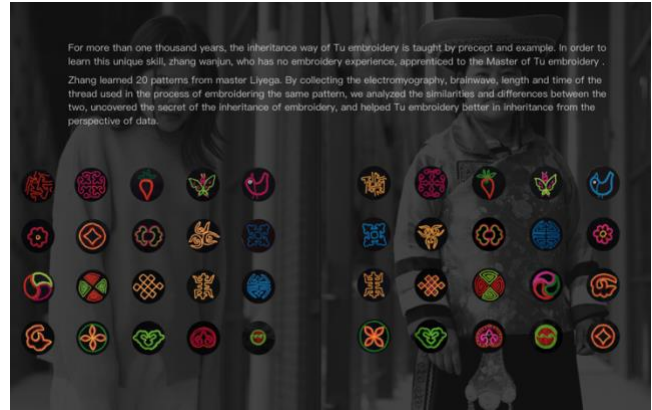 For more than one thousand years, the inheritance way of Tu embroidery is taught by precept and example. In order to
learn this unique skill, zhang wanjun, who has no embroidery experience, apprenticed to the Master of Tu embroidery .
Zhang learned 20 patterns from master Liyega. By collecting the electromyography, brainwave, length and time of the
thread used in the process of embroidering the same pattern, we analyzed the similarities and differences between the
two, uncovered the secret of the inheritance of embroidery, and helped Tu embroidery better in inheritance from the
perspective of data.